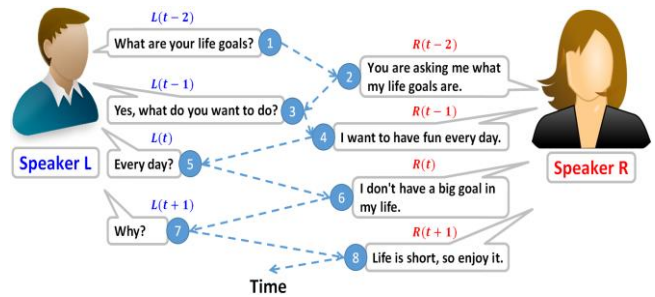 L(t−2)
What are your life goals? 1
R(t−2)
2 You are asking me what
my life goals are.
L(t−1)
Yes, what do you want to do? 3
R(t−1)
4 I want to have fun every day.
L(t)
Every day? 5
Speaker L
R(t)
6 I don't have a big goal in
my life.
Speaker R
L(t+1)
Why? 7
R(t+1)
8 Life is short, so enjoy it.
Time